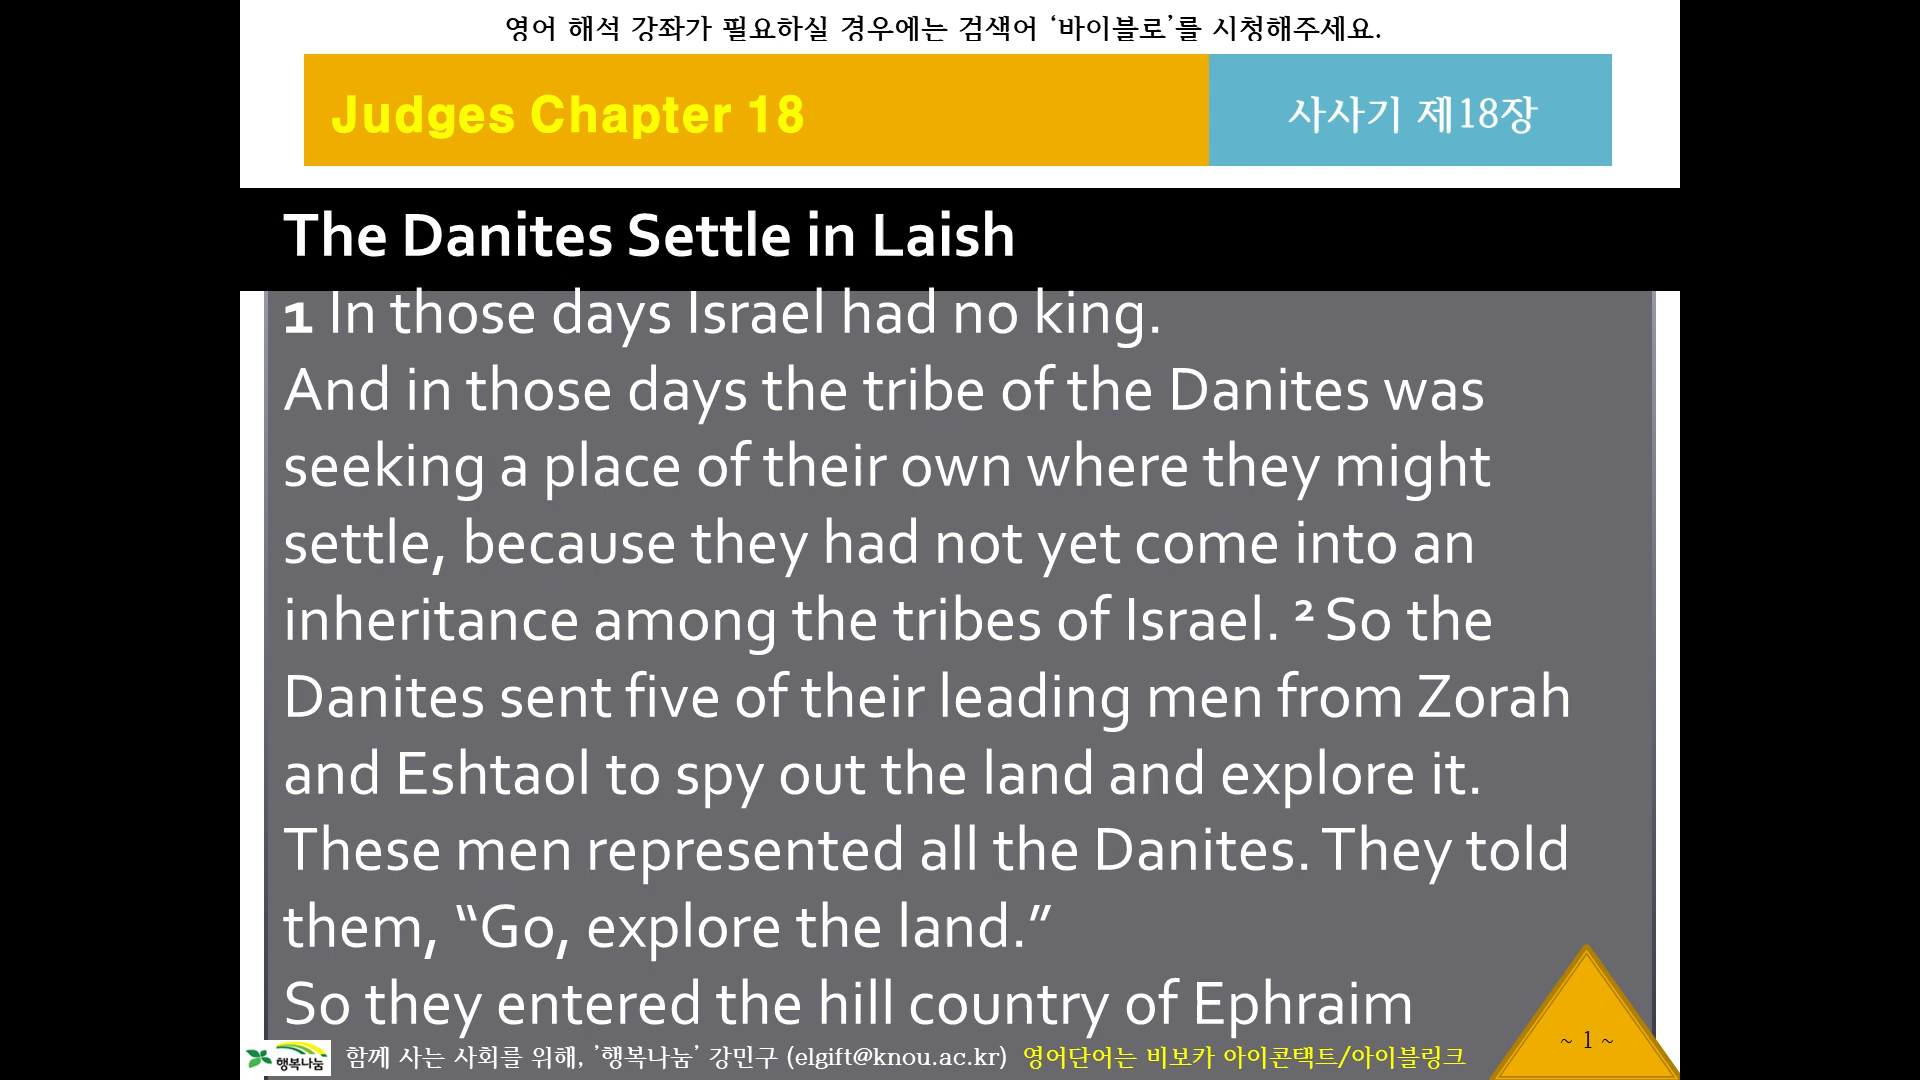 영어 해석 강좌가 필요하실 경우에는 검색어 ‘바이블로’를 시청해주세요.
Judges Chapter 18
사사기 제18장
The Danites Settle in Laish
1 In those days Israel had no king.
And in those days the tribe of the Danites was
seeking a place of their own where they might
settle, because they had not yet come into an
inheritance among the tribes of Israel. 2 So the
Danites sent five of their leading men from Zorah
and Eshtaol to spy out the land and explore it.
These men represented all the Danites. They told
them, “Go, explore the land.”
So they entered the hill country of Ephraim
~ 1 ~
행복나눔
함께 사는 사회를 위해, ’행복나눔’ 강민구 (elgift@knou.ac.kr) 영어단어는 비보카 아이콘택트/아이블링크